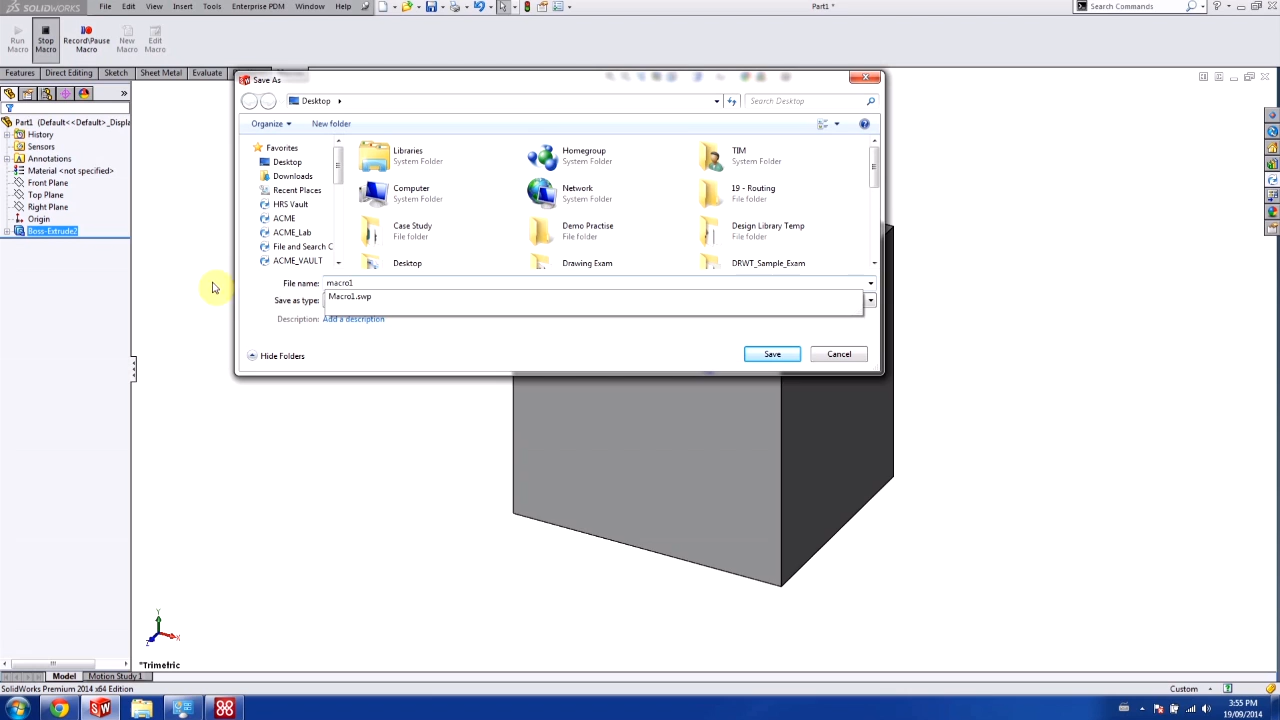 SOLIDWORKS File Edit View Insert Tools Enterprise PDM Window Help Part1 * Search Commands
Run Macro
Stop Macro
Record\Pause Macro
New Macro
Edit Macro
Features Direct Editing Sketch Sheet Metal Evaluate
Save As
Desktop
Search Desktop
Organize New folder
Part1 (Default<<Default>_Displa
History
Sensors
Annotations
Material <not specified>
Front Plane
Top Plane
Right Plane
Origin
Boss-Extrude2
Favorites
Desktop
Downloads
Recent Places
HRS Vault
ACME
ACME_Lab
File and Search C
ACME_VAULT
Libraries
System Folder
Homegroup
System Folder
TIM
System Folder
Computer
System Folder
Network
System Folder
19 - Routing
File folder
Case Study
File folder
Demo Practise
File folder
Design Library Temp
File folder
Desktop
Drawing Exam
DRWT_Sample_Exam
File name: macro1
Macro1.swp
Save as type:
Description: Add a description
Hide Folders
Save
Cancel
Y
X
Z
*Trimetric
Model Motion Study 1
SolidWorks Premium 2014 x64 Edition
Custom
3:55 PM
19/09/2014